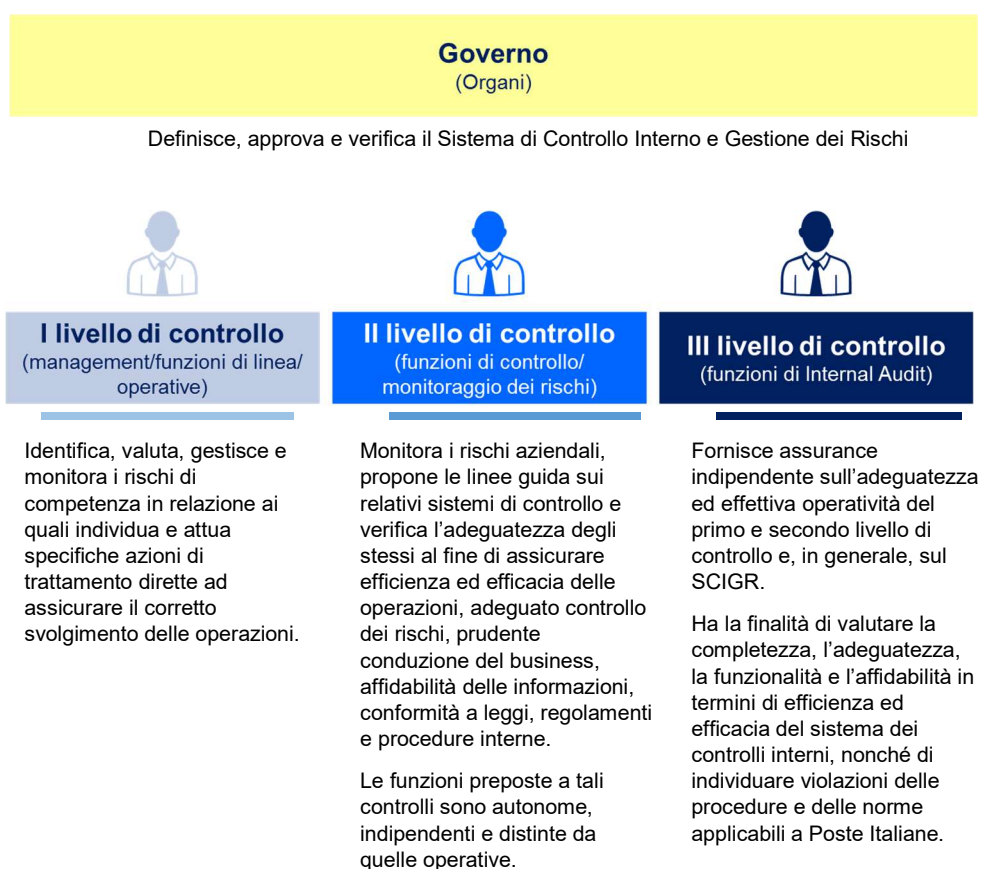 Governo
(Organi)
Definisce, approva e verifica il Sistema di Controllo Interno e Gestione dei Rischi
I livello di controllo
(management/funzioni di linea/
operative)
Identifica, valuta, gestisce e
monitora i rischi di
competenza in relazione ai
quali individua e attua
specifiche azioni di
trattamento dirette ad
assicurare il corretto
svolgimento delle operazioni.
II livello di controllo
(funzioni di controllo/
monitoraggio dei rischi)
Monitora i rischi aziendali,
propone le linee guida sui
relativi sistemi di controllo e
verifica l’adeguatezza degli
stessi al fine di assicurare
efficienza ed efficacia delle
operazioni, adeguato controllo
dei rischi, prudente
conduzione del business,
affidabilità delle informazioni,
conformità a leggi, regolamenti
e procedure interne.
Le funzioni preposte a tali
controlli sono autonome,
indipendenti e distinte da
quelle operative.
III livello di controllo
(funzioni di Internal Audit)
Fornisce assurance
indipendente sull’adeguatezza
ed effettiva operatività del
primo e secondo livello di
controllo e, in generale, sul
SCIGR.
Ha la finalità di valutare la
completezza, l’adeguatezza,
la funzionalità e l’affidabilità in
termini di efficienza ed
efficacia del sistema dei
controlli interni, nonché di
individuare violazioni delle
procedure e delle norme
applicabili a Poste Italiane.